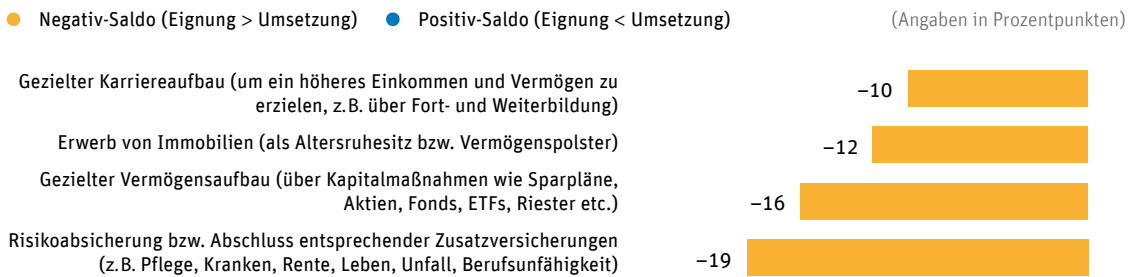 Negativ-Saldo (Eignung > Umsetzung) Positiv-Saldo (Eignung < Umsetzung) (Angaben in Prozentpunkten)
Gezielter Karriereaufbau (um ein höheres Einkommen und Vermögen zu
erzielen, z.B. über Fort- und Weiterbildung)
−10
Erwerb von Immobilien (als Altersruhesitz bzw. Vermögenspolster)
−12
Gezielter Vermögensaufbau (über Kapitalmaßnahmen wie Sparpläne,
Aktien, Fonds, ETFs, Riester etc.)
−16
Risikoabsicherung bzw. Abschluss entsprechender Zusatzversicherungen
(z.B. Pflege, Kranken, Rente, Leben, Unfall, Berufsunfähigkeit)
−19